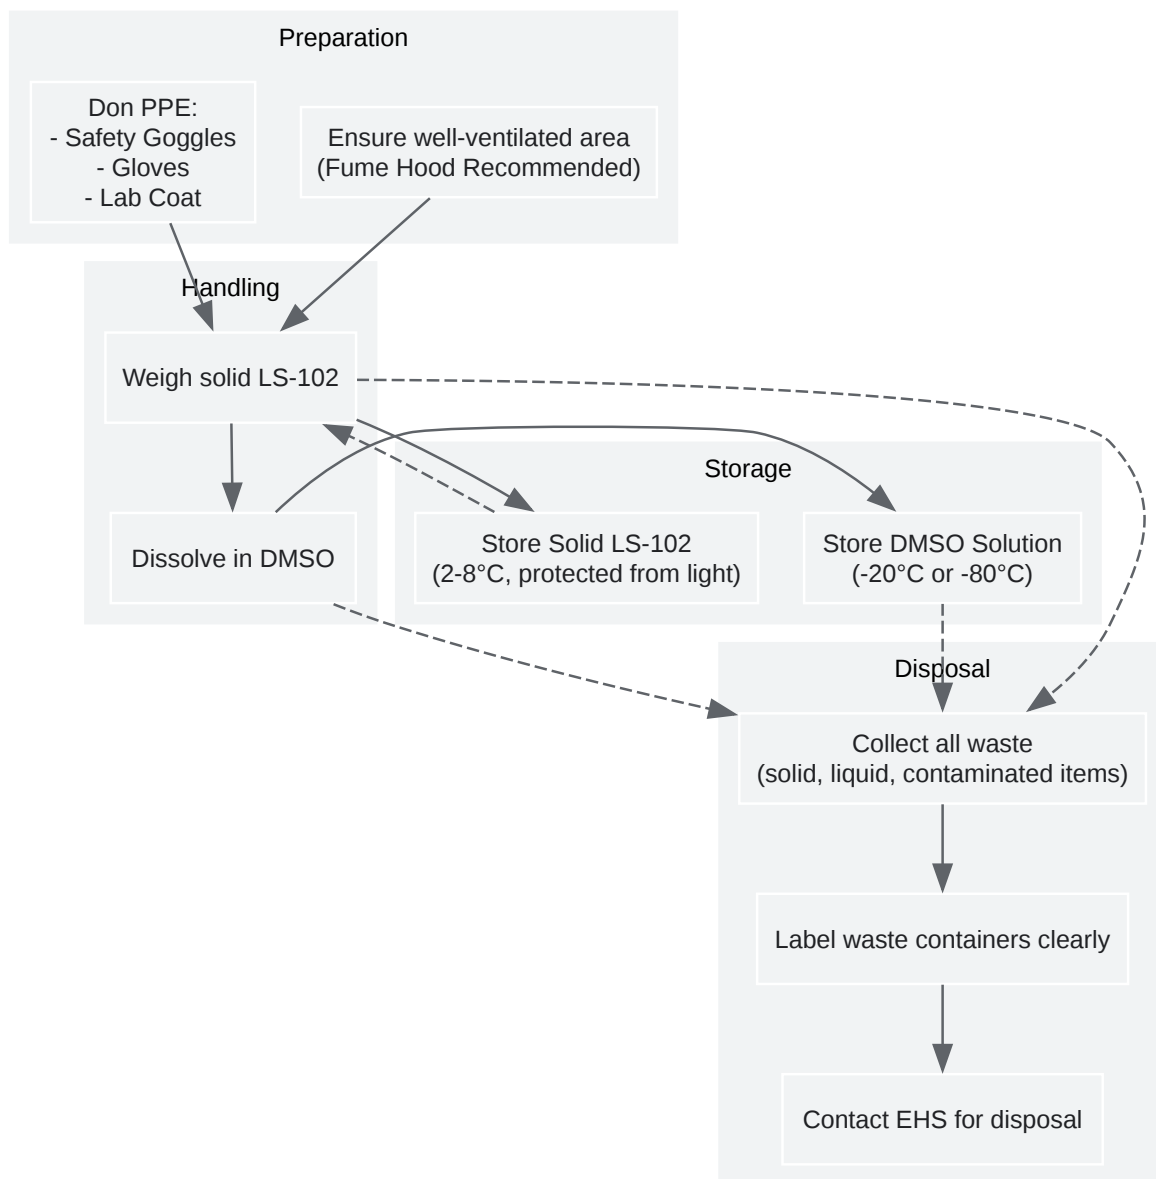 Preparation
Don PPE:
- Safety Goggles
- Gloves
- Lab Coat
Ensure well-ventilated area
(Fume Hood Recommended)
Handling
Weigh solid LS-102
Dissolve in DMSO
Storage
Store Solid LS-102
(2-8°C, protected from light)
Store DMSO Solution
(-20°C or -80°C)
Disposal
Collect all waste
(solid, liquid, contaminated items)
Label waste containers clearly
Contact EHS for disposal